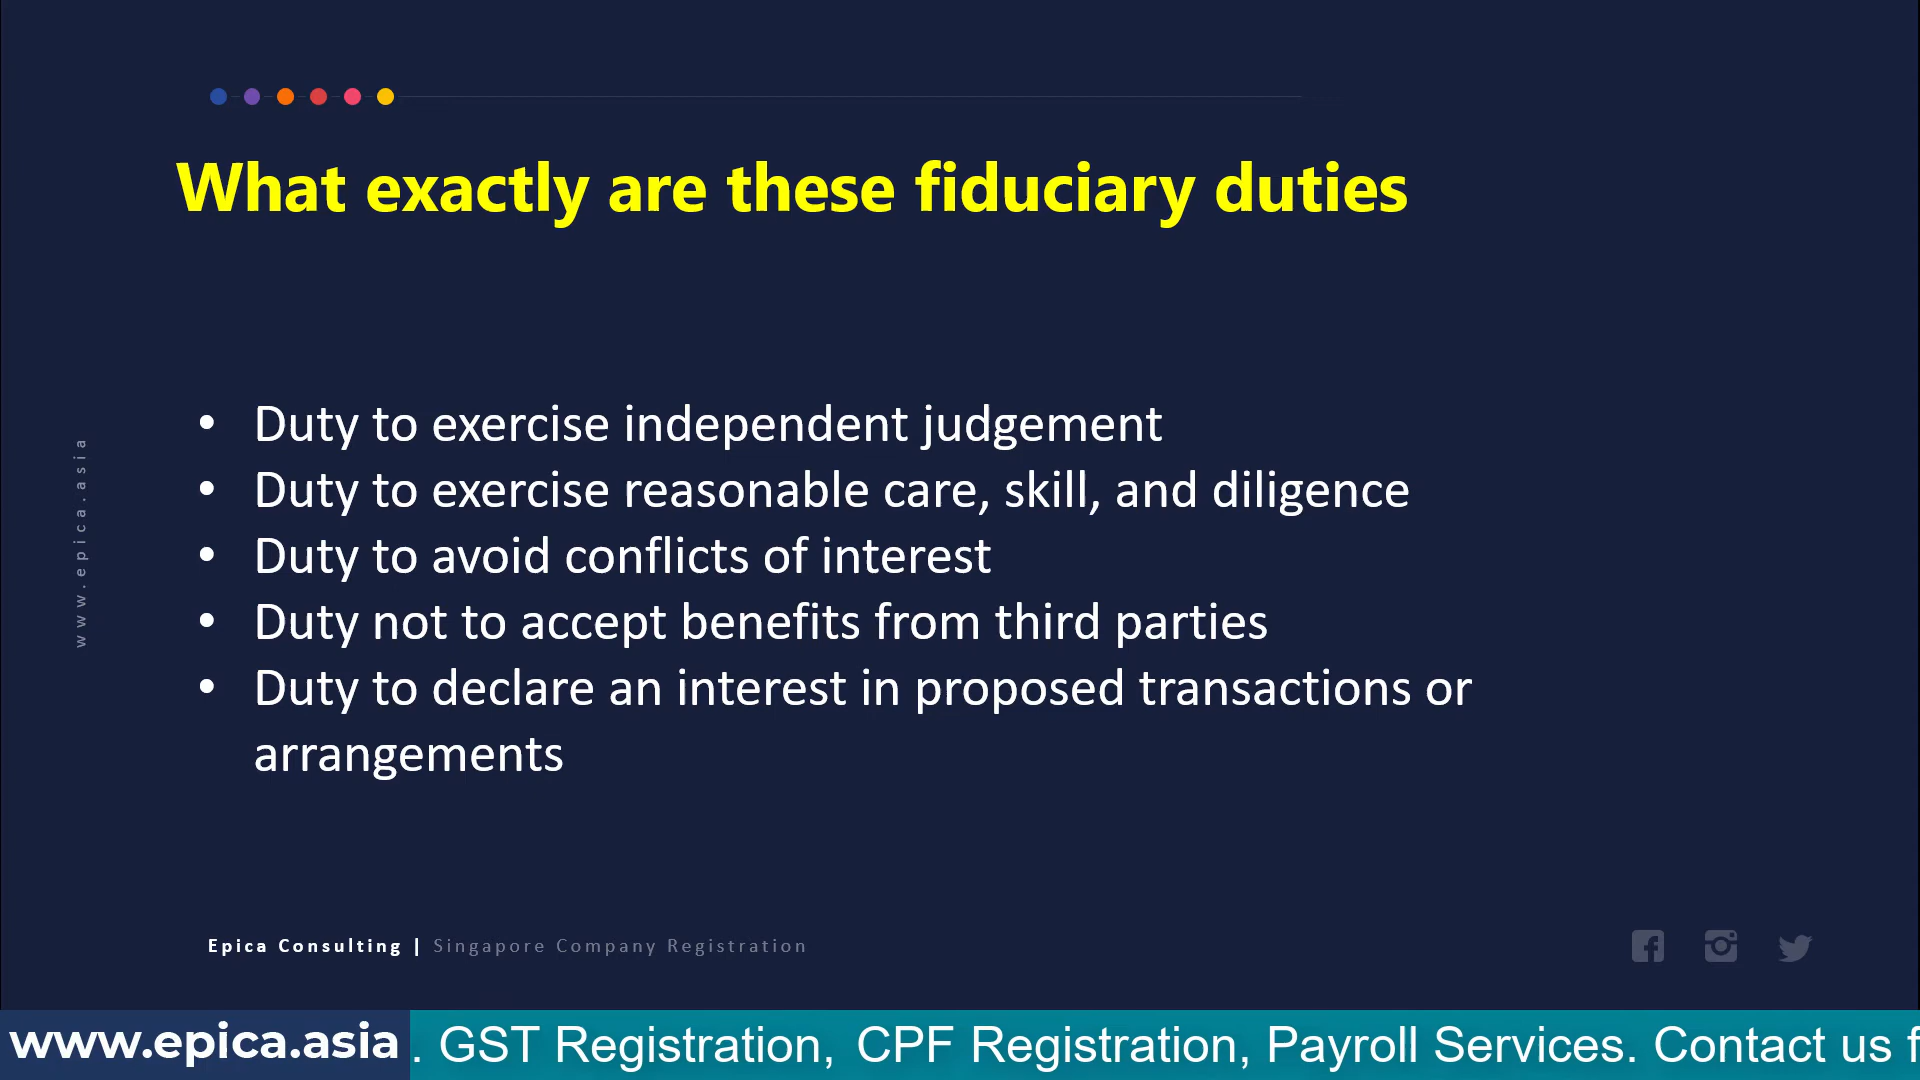 What exactly are these fiduciary duties
• Duty to exercise independent judgement
• Duty to exercise reasonable care, skill, and diligence
• Duty to avoid conflicts of interest
• Duty not to accept benefits from third parties
• Duty to declare an interest in proposed transactions or
arrangements
www.epica.asia
Epica Consulting | Singapore Company Registration
www.epica.asia . GST Registration, CPF Registration, Payroll Services. Contact us f